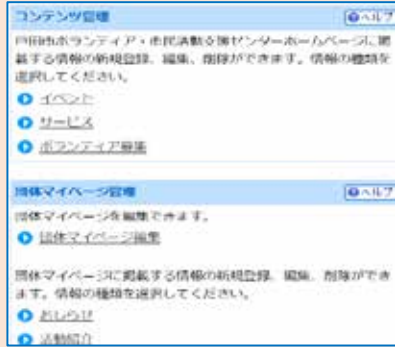 コンテンツ管理
ヘルプ
戸田市ボランティア・市民活動支援センターホームページに掲
載する情報の新規登録、編集、削除ができます。情報の種類を
選択してください。
イベント
サービス
ボランティア募集
団体マイページ管理
ヘルプ
団体マイページを編集できます。
団体マイページ編集
団体マイページに掲載する情報の新規登録、編集、削除ができ
ます。情報の種類を選択してください。
おしらせ
活動紹介